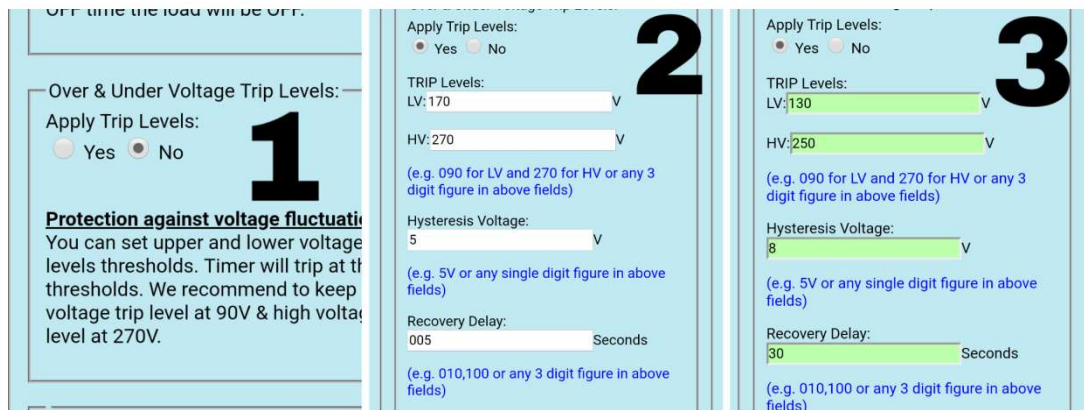 OFF time the load will be OFF.
Over & Under Voltage Trip Levels:
Apply Trip Levels:
Yes No
1
Protection against voltage fluctuati
You can set upper and lower voltage
levels thresholds. Timer will trip at th
thresholds. We recommend to keep
voltage trip level at 90V & high volta
level at 270V.
Over & Under Voltage Trip Levels:
Apply Trip Levels:
Yes No
2
TRIP Levels:
LV: 170 V
HV: 270 V
(e.g. 090 for LV and 270 for HV or any 3
digit figure in above fields)
Hysteresis Voltage:
5 V
(e.g. 5V or any single digit figure in above
fields)
Recovery Delay:
005 Seconds
(e.g. 010,100 or any 3 digit figure in above
fields)
Apply Trip Levels:
Yes No
3
TRIP Levels:
LV: 130 V
HV: 250 V
(e.g. 090 for LV and 270 for HV or any 3
digit figure in above fields)
Hysteresis Voltage:
8 V
(e.g. 5V or any single digit figure in above
fields)
Recovery Delay:
30 Seconds
(e.g. 010,100 or any 3 digit figure in above
fields)